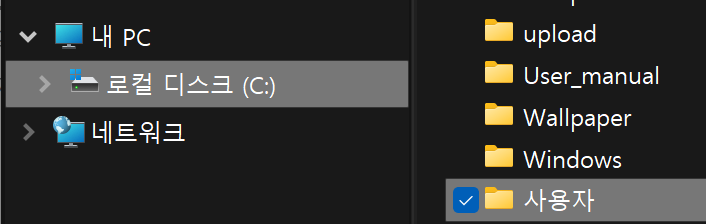 내 PC
로컬 디스크 (C:)
네트워크
upload
User_manual
Wallpaper
Windows
사용자